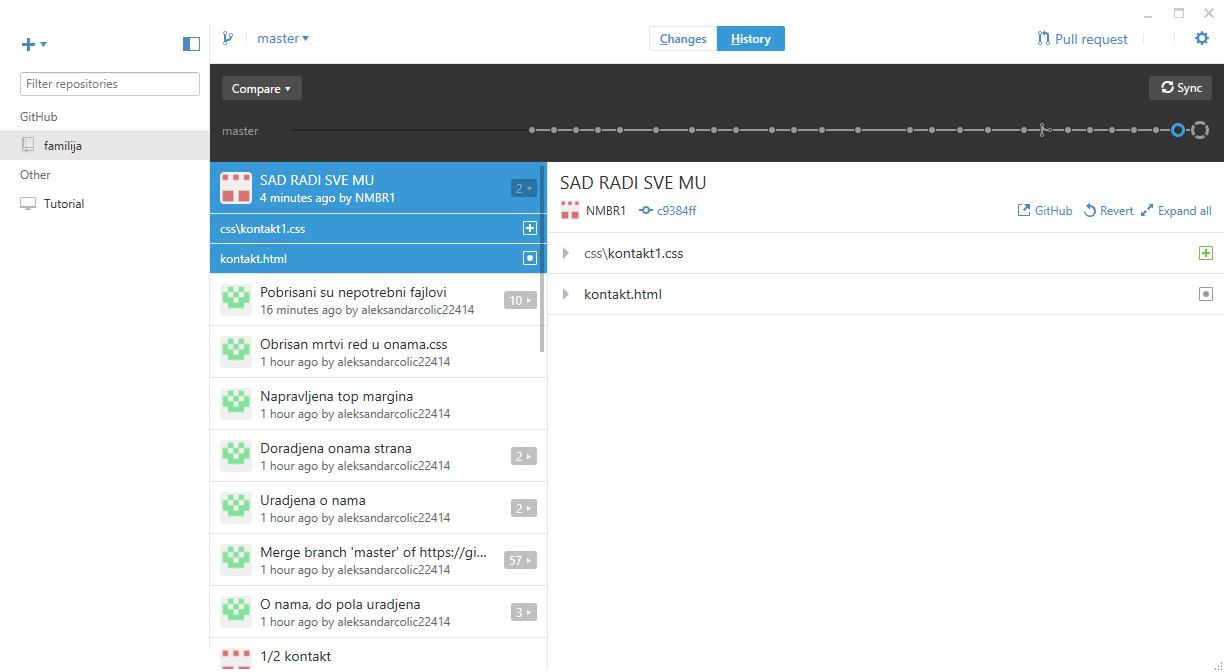 master
Changes
History
Pull request
Filter repositories
GitHub
familija
Other
Tutorial
Compare
Sync
master
SAD RADI SVE MU
4 minutes ago by NMBR1
2
css\kontakt1.css
kontakt.html
Pobrisani su nepotrebni fajlovi
16 minutes ago by aleksandarcolic22414
10
Obrisan mrtvi red u onama.css
1 hour ago by aleksandarcolic22414
Napravljena top margina
1 hour ago by aleksandarcolic22414
Doradjena onama strana
1 hour ago by aleksandarcolic22414
2
Uradjena o nama
1 hour ago by aleksandarcolic22414
2
Merge branch 'master' of https://gi...
1 hour ago by aleksandarcolic22414
57
O nama, do pola uradjena
1 hour ago by aleksandarcolic22414
3
1/2 kontakt
SAD RADI SVE MU
NMBR1 c9384ff
GitHub Revert Expand all
css\kontakt1.css
kontakt.html